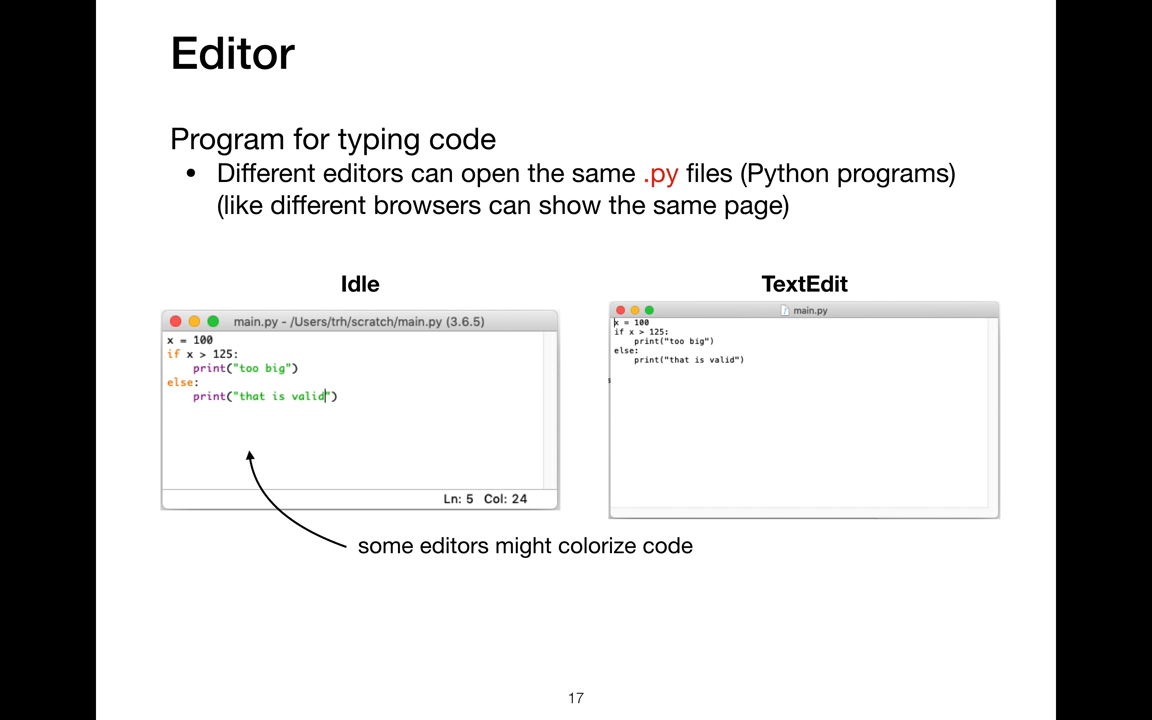 Editor
Program for typing code
• Different editors can open the same .py files (Python programs)
(like different browsers can show the same page)
Idle
main.py - /Users/trh/scratch/main.py (3.6.5)
x = 100
if x > 125:
    print("too big")
else:
    print("that is valid")
Ln: 5 Col: 24
TextEdit
main.py
x = 100
if x > 125:
    print("too big")
else:
    print("that is valid")
some editors might colorize code
17